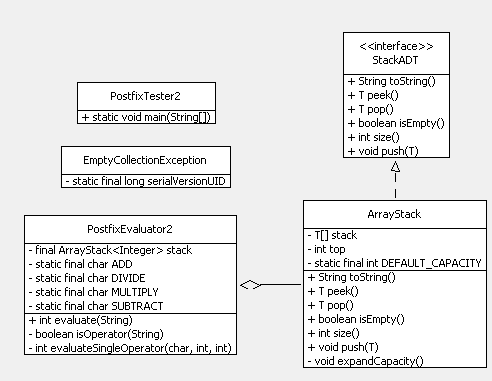 <<interface>>
StackADT
+ String toString()
+ T peek()
+ T pop()
+ boolean isEmpty()
+ int size()
+ void push(T)
PostfixTester2
+ static void main(String[])
EmptyCollectionException
- static final long serialVersionUID
PostfixEvaluator2
- final ArrayStack<Integer> stack
- static final char ADD
- static final char DIVIDE
- static final char MULTIPLY
- static final char SUBTRACT
+ int evaluate(String)
- boolean isOperator(String)
- int evaluateSingleOperator(char, int, int)
ArrayStack
- T[] stack
- int top
- static final int DEFAULT_CAPACITY
+ String toString()
+ T peek()
+ T pop()
+ boolean isEmpty()
+ int size()
+ void push(T)
- void expandCapacity()